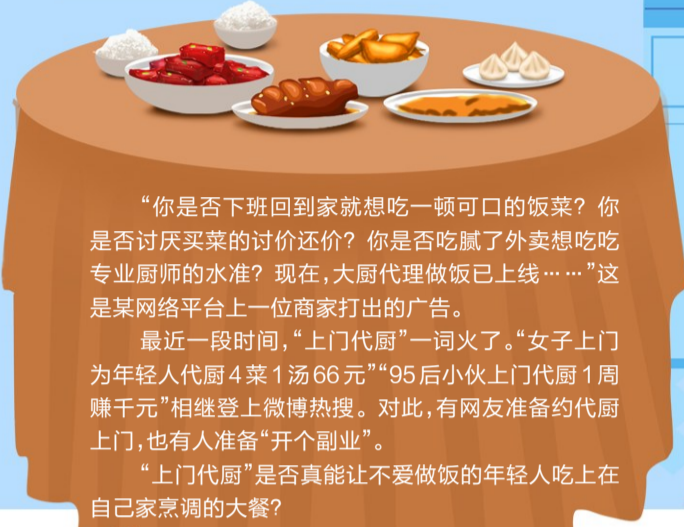 “你是否下班回到家就想吃一顿可口的饭菜？你
是否讨厌买菜的讨价还价？你是否吃腻了外卖想吃吃
专业厨师的水准？现在，大厨代理做饭已上线……”这
是某网络平台上一位商家打出的广告。
最近一段时间，“上门代厨”一词火了。“女子上门
为年轻人代厨4菜1汤66元”“95后小伙上门代厨1周
赚千元”相继登上微博热搜。对此，有网友准备约代厨
上门，也有人准备“开个副业”。
“上门代厨”是否真能让不爱做饭的年轻人吃上在
自己家烹调的大餐？